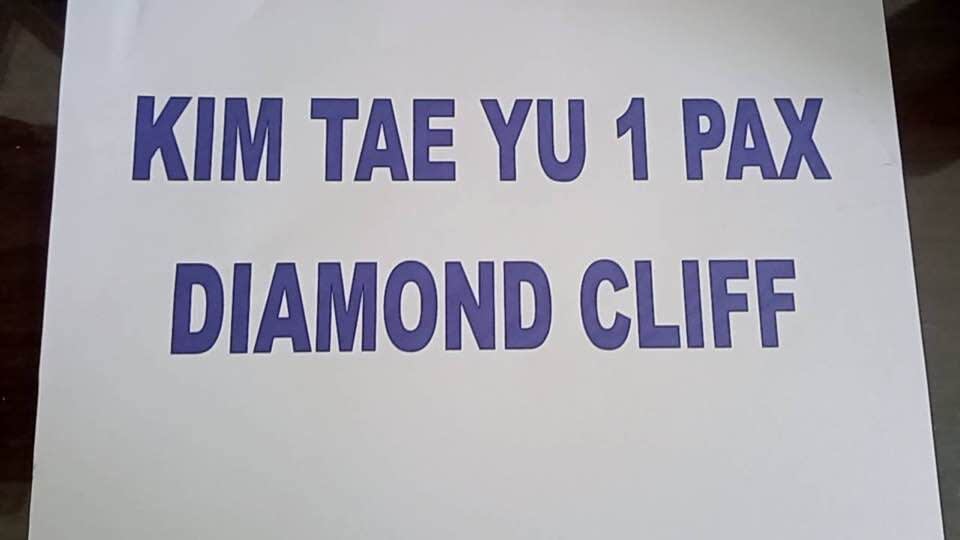 KIM TAE YU 1 PAX
DIAMOND CLIFF